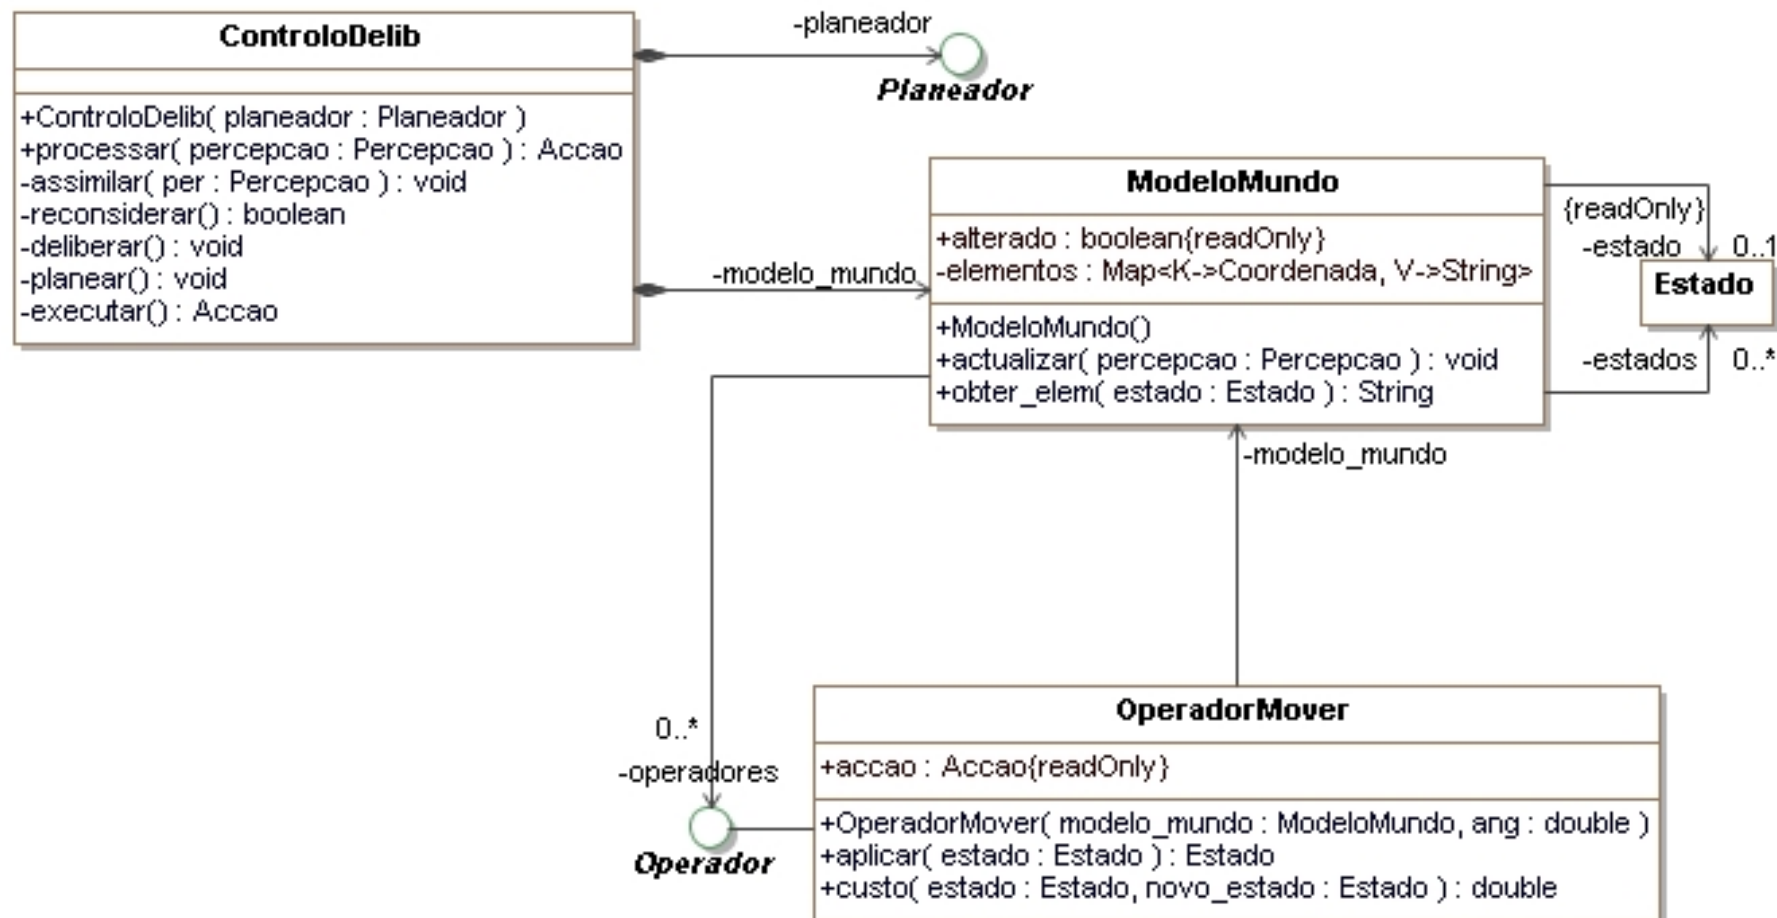 ControloDelib
+ControloDelib( planeador : Planeador )
+processar( percepcao : Percepcao ) : Accao
-assimilar( per : Percepcao ) : void
-reconsiderar() : boolean
-deliberar() : void
-planear() : void
-executar() : Accao
-planeador
Planeador
-modelo_mundo
ModeloMundo
+alterado : boolean{readOnly}
-elementos : Map<K->Coordenada, V->String>
+ModeloMundo()
+actualizar( percepcao : Percepcao ) : void
+obter_elem( estado : Estado ) : String
{readOnly}
-estado 0..1
Estado
-estados 0..*
-modelo_mundo
0..*
-operadores
Operador
OperadorMover
+accao : Accao{readOnly}
+OperadorMover( modelo_mundo : ModeloMundo, ang : double )
+aplicar( estado : Estado ) : Estado
+custo( estado : Estado, novo_estado : Estado ) : double